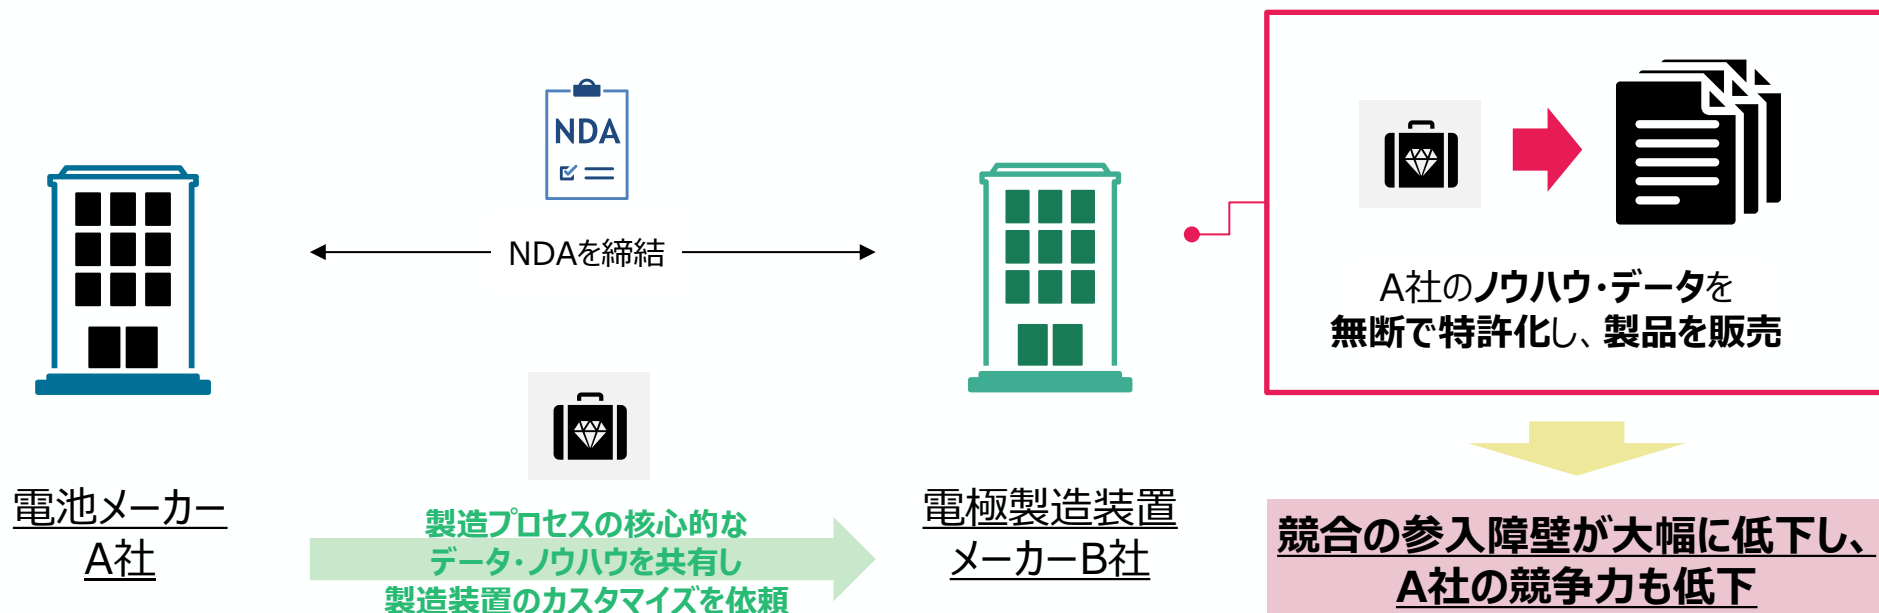 NDA
NDAを締結
電池メーカー
A社
製造プロセスの核心的な
データ・ノウハウを共有し
製造装置のカスタマイズを依頼
電極製造装置
メーカーB社
A社のノウハウ・データを
無断で特許化し、製品を販売
競合の参入障壁が大幅に低下し、
A社の競争力も低下